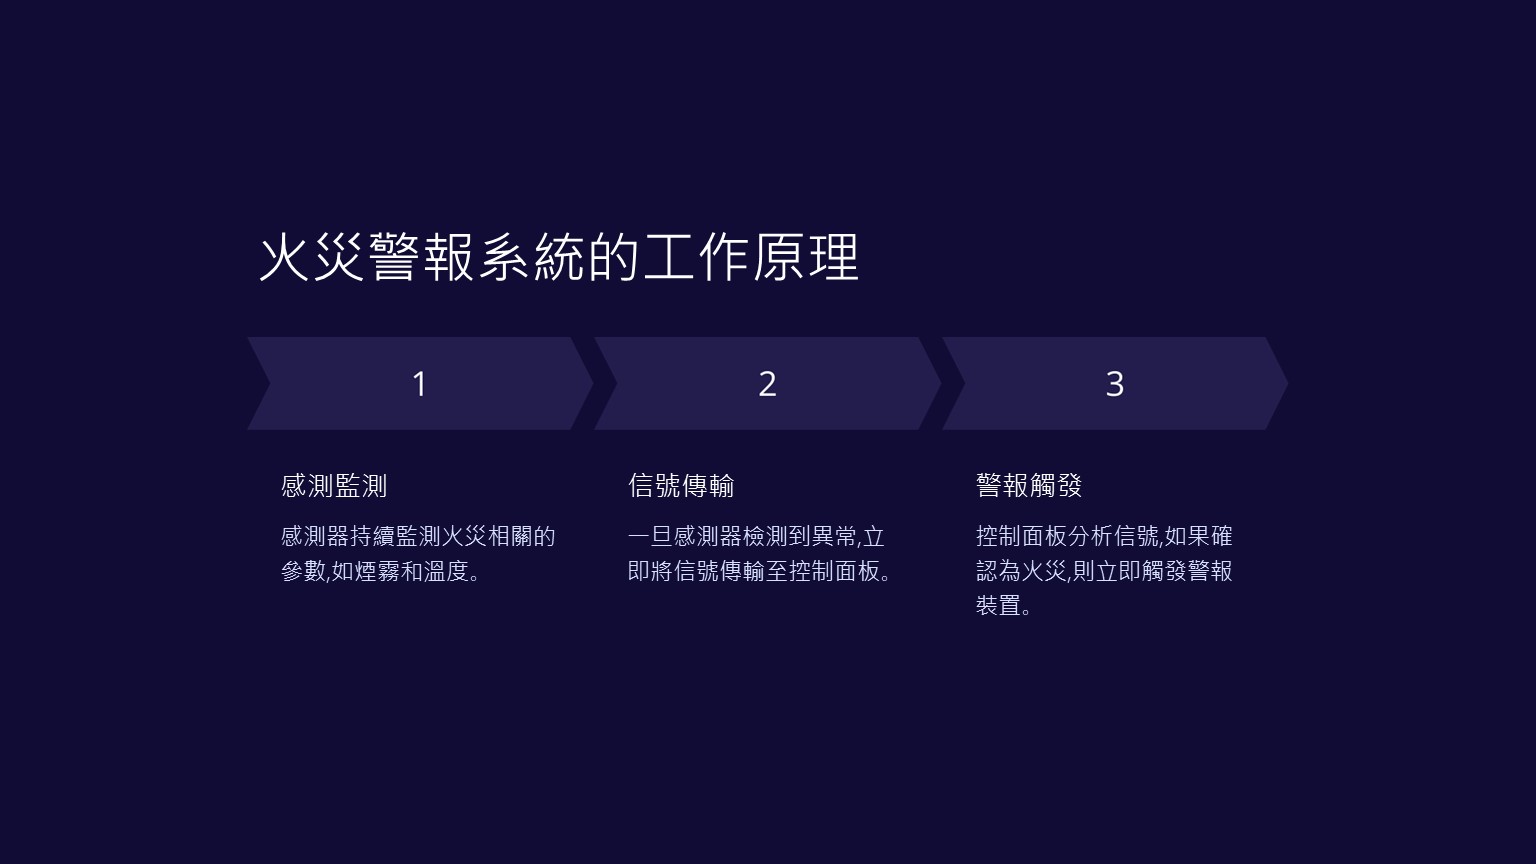 火災警報系統的工作原理
1
2
3
感測監測
感測器持續監測火災相關的
參數,如煙霧和溫度。
信號傳輸
一旦感測器檢測到異常,立
即將信號傳輸至控制面板。
警報觸發
控制面板分析信號,如果確
認為火災,則立即觸發警報
裝置。